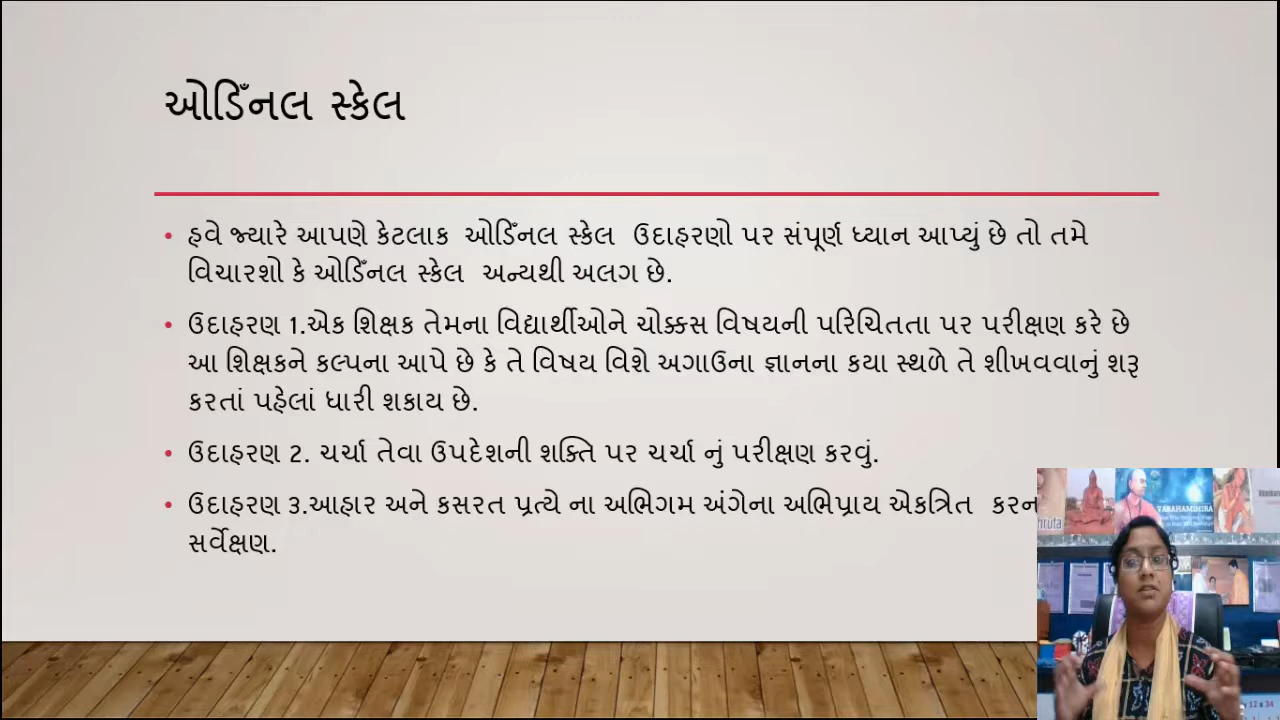 ઓર્ડિનલ સ્કેલ
• હવે જ્યારે આપણે કેટલાક ઓર્ડિનલ સ્કેલ ઉદાહરણો પર સંપૂર્ણ ધ્યાન આપ્યું છે તો તમે
વિચારશો કે ઓર્ડિનલ સ્કેલ અન્યથી અલગ છે.
• ઉદાહરણ 1.એક શિક્ષક તેમના વિદ્યાર્થીઓને ચોક્કસ વિષયની પરિચિતતા પર પરીક્ષણ કરે છે
આ શિક્ષકને કલ્પના આપે છે કે તે વિષય વિશે અગાઉના જ્ઞાનના કયા સ્થળે તે શીખવવાનું શરૂ
કરતાં પહેલાં ધારી શકાય છે.
• ઉદાહરણ 2. ચર્ચા તેવા ઉપદેશની શક્તિ પર ચર્ચા નું પરીક્ષણ કરવું.
• ઉદાહરણ ૩.આહાર અને કસરત પ્રત્યે ના અભિગમ અંગેના અભિપ્રાય એકત્રિત
સર્વેક્ષણ.
VARAHAMIHIRA